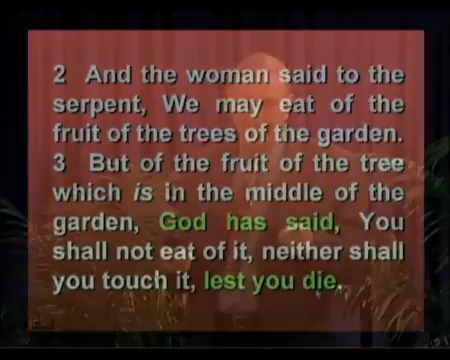 2 And the woman said to the
serpent, We may eat of the
fruit of the trees of the garden.
3 But of the fruit of the tree
which is in the middle of the
garden, God has said, You
shall not eat of it, neither shall
you touch it, lest you die.